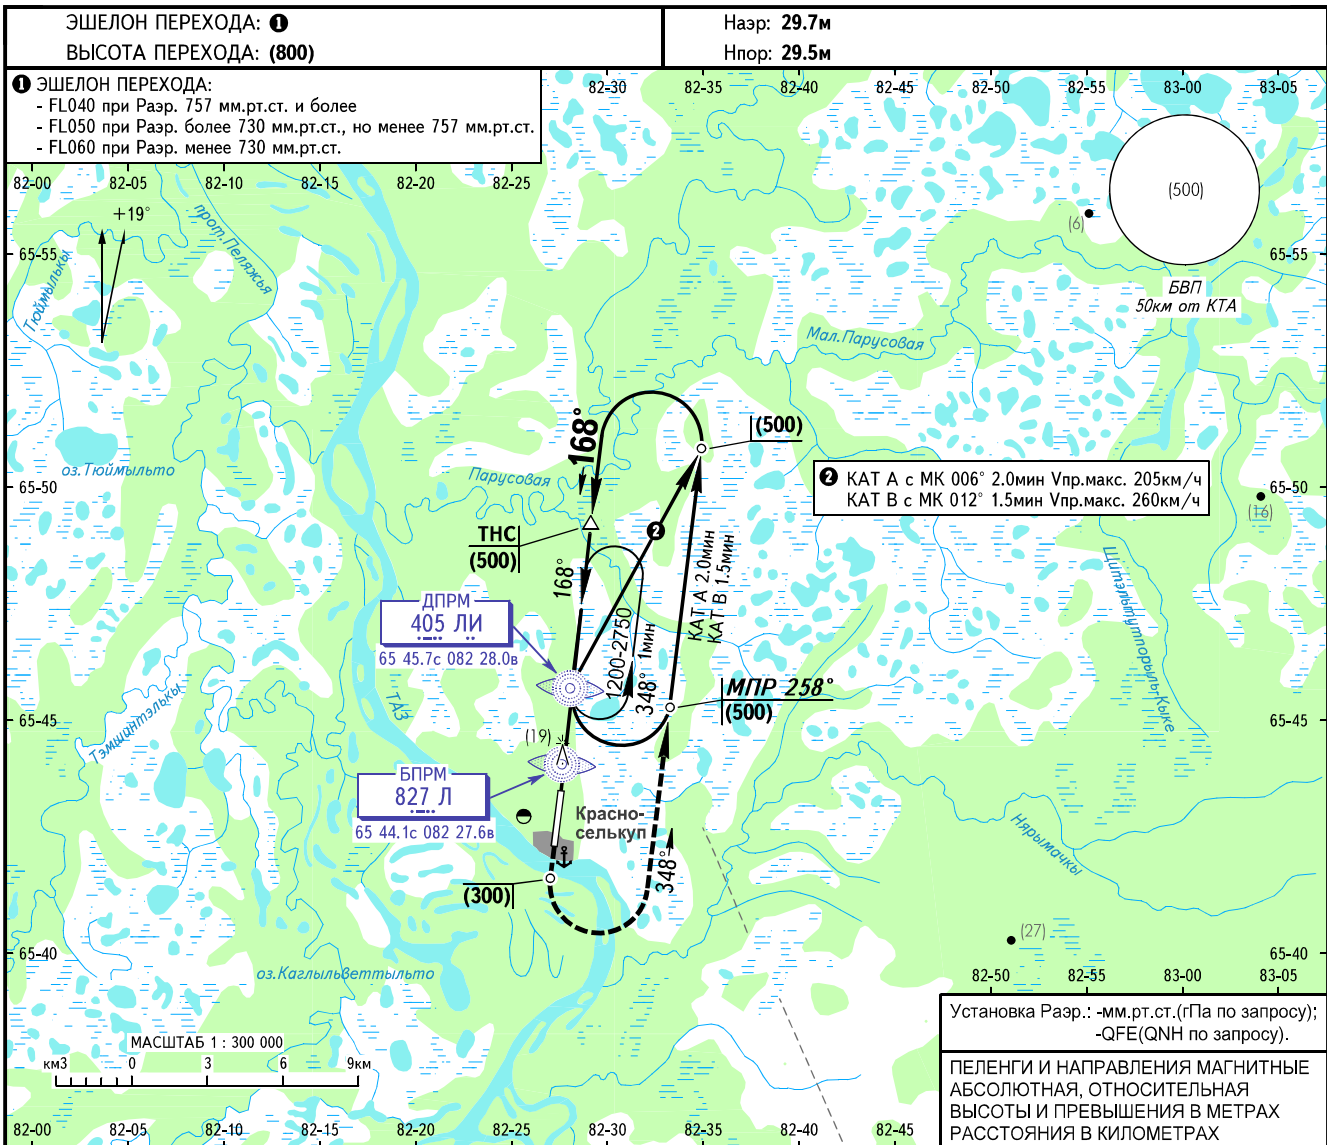 ЭШЕЛОН ПЕРЕХОДА: ❶
ВЫСОТА ПЕРЕХОДА: (800)
Наэр: 29.7м
Нпор: 29.5м
❶ ЭШЕЛОН ПЕРЕХОДА:
- FL040 при Раэр. 757 мм.рт.ст. и более
- FL050 при Раэр. более 730 мм.рт.ст., но менее 757 мм.рт.ст.
- FL060 при Раэр. менее 730 мм.рт.ст.
82-30 82-35 82-40 82-45 82-50 82-55 83-00 83-05
82-00 82-05 82-10 82-15 82-20 82-25
+19°
прот.Пеляжья
Тюймылькы
65-55
65-55
(500)
(6)
БВП
50км от КТА
Мал.Парусовая
168°
(500)
оз.Тюймыльто
Парусовая
❷ КАТ А с МК 006° 2.0мин Vпр.макс. 205км/ч
КАТ В с МК 012° 1.5мин Vпр.макс. 260км/ч
65-50
65-50
(16)
ТНС
(500)
❷
168°
КАТ А 2.0мин
КАТ В 1.5мин
Шитэльтутпорыль-Кыке
ДПРМ
405 ЛИ
65 45.7с 082 28.0в
1200-2750
348° 1мин
МПР 258°
(500)
65-45
65-45
ТАЗ
Тэмшинтэлькы
(19)
БПРМ
827 Л
65 44.1с 082 27.6в
Красно-
селькуп
Нярымачкы
348°
(300)
(27)
65-40
65-40
оз.Каглыльветтыльто
82-50 82-55 83-00 83-05
Установка Раэр.: -мм.рт.ст.(гПа по запросу);
-QFE(QNH по запросу).
МАСШТАБ 1 : 300 000
км3 0 3 6 9км
ПЕЛЕНГИ И НАПРАВЛЕНИЯ МАГНИТНЫЕ
АБСОЛЮТНАЯ, ОТНОСИТЕЛЬНАЯ
ВЫСОТЫ И ПРЕВЫШЕНИЯ В МЕТРАХ
РАССТОЯНИЯ В КИЛОМЕТРАХ
82-00 82-05 82-10 82-15 82-20 82-25 82-30 82-35 82-40 82-45